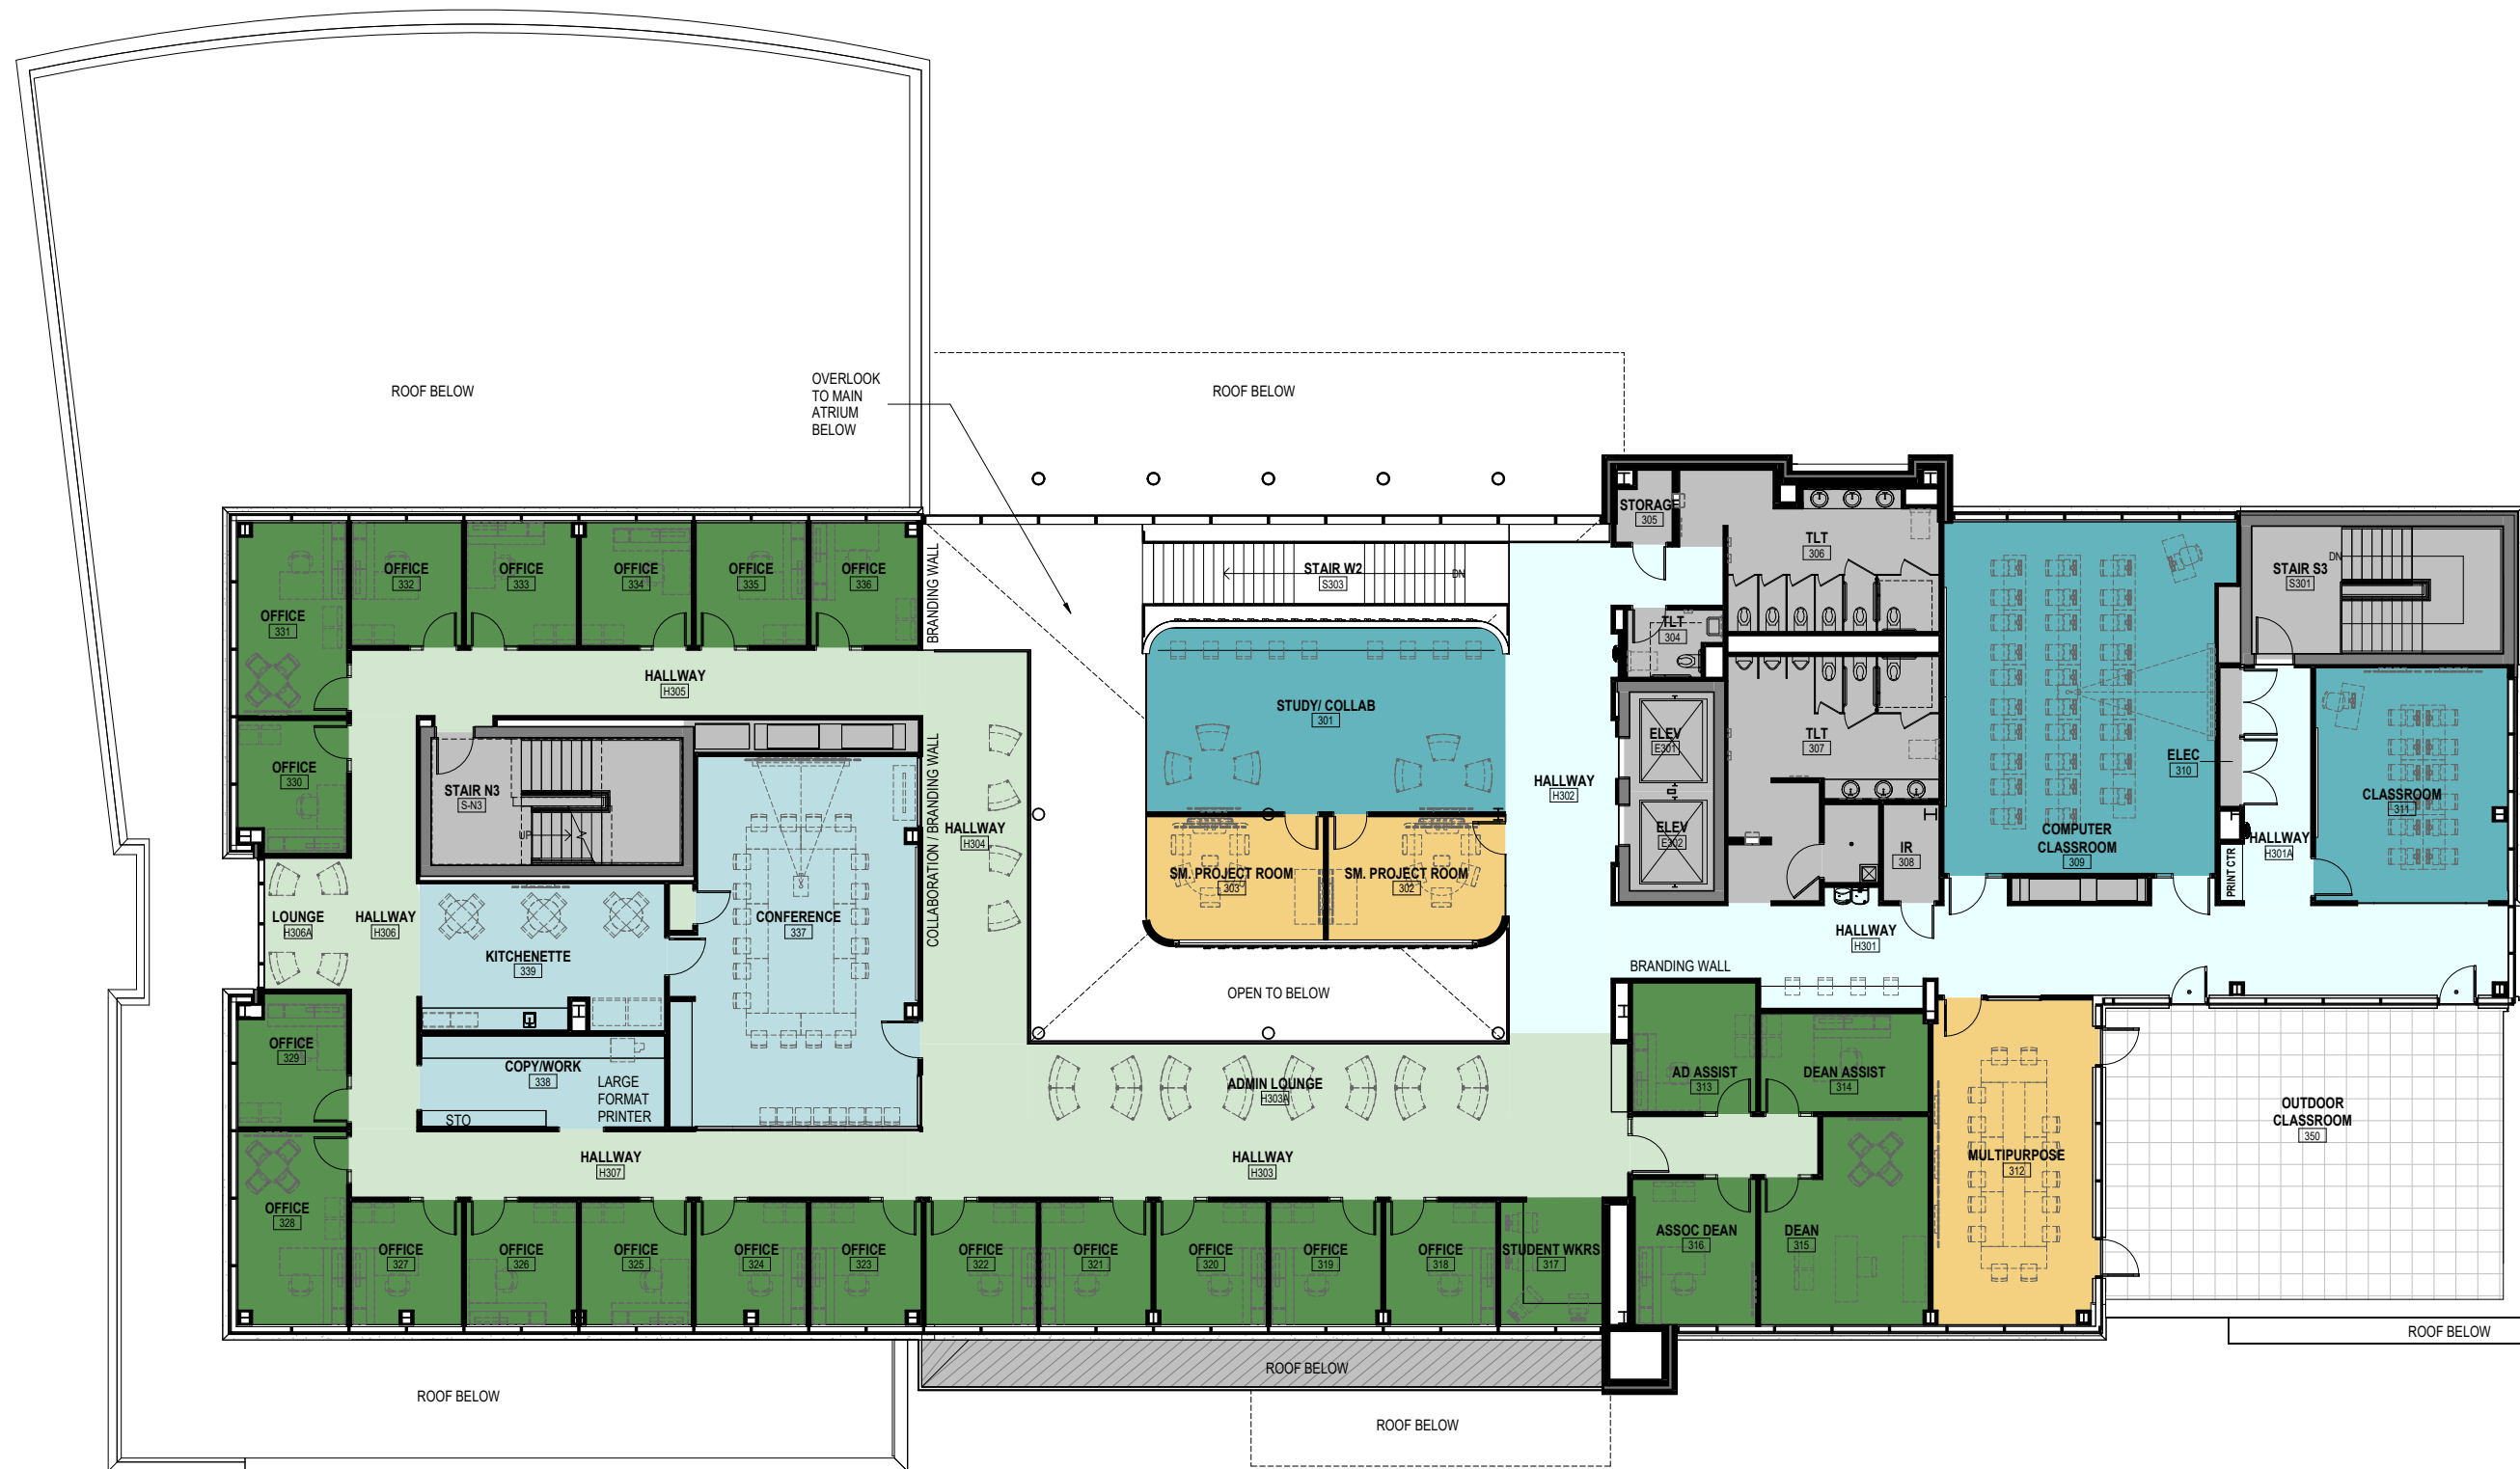 ROOF BELOW
OVERLOOK
TO MAIN
ATRIUM
BELOW
ROOF BELOW
OFFICE
331
OFFICE
332
OFFICE
333
OFFICE
334
OFFICE
335
OFFICE
336
BRANDING WALL
STAIR W2
S303
DN
STORAGE
305
TLT
306
TLT
304
STAIR S3
S301
DN
HALLWAY
H305
STUDY/ COLLAB
301
ELEV
E301
TLT
307
OFFICE
330
STAIR N3
S-N3
UP
HALLWAY
H304
COLLABORATION / BRANDING WALL
HALLWAY
H302
ELEV
E302
ELEC
310
CLASSROOM
311
COMPUTER
CLASSROOM
309
HALLWAY
H301A
IR
308
PRINT CTR
SM. PROJECT ROOM
303
SM. PROJECT ROOM
302
LOUNGE
H306A
HALLWAY
H306
CONFERENCE
337
KITCHENETTE
339
HALLWAY
H301
BRANDING WALL
OPEN TO BELOW
OFFICE
329
COPY/WORK
338
LARGE
FORMAT
PRINTER
STO
ADMIN LOUNGE
H303A
AD ASSIST
313
DEAN ASSIST
314
OUTDOOR
CLASSROOM
350
HALLWAY
H307
HALLWAY
H303
MULTIPURPOSE
312
OFFICE
328
OFFICE
327
OFFICE
326
OFFICE
325
OFFICE
324
OFFICE
323
OFFICE
322
OFFICE
321
OFFICE
320
OFFICE
319
OFFICE
318
STUDENT WKRS
317
ASSOC DEAN
316
DEAN
315
ROOF BELOW
ROOF BELOW
ROOF BELOW
ROOF BELOW